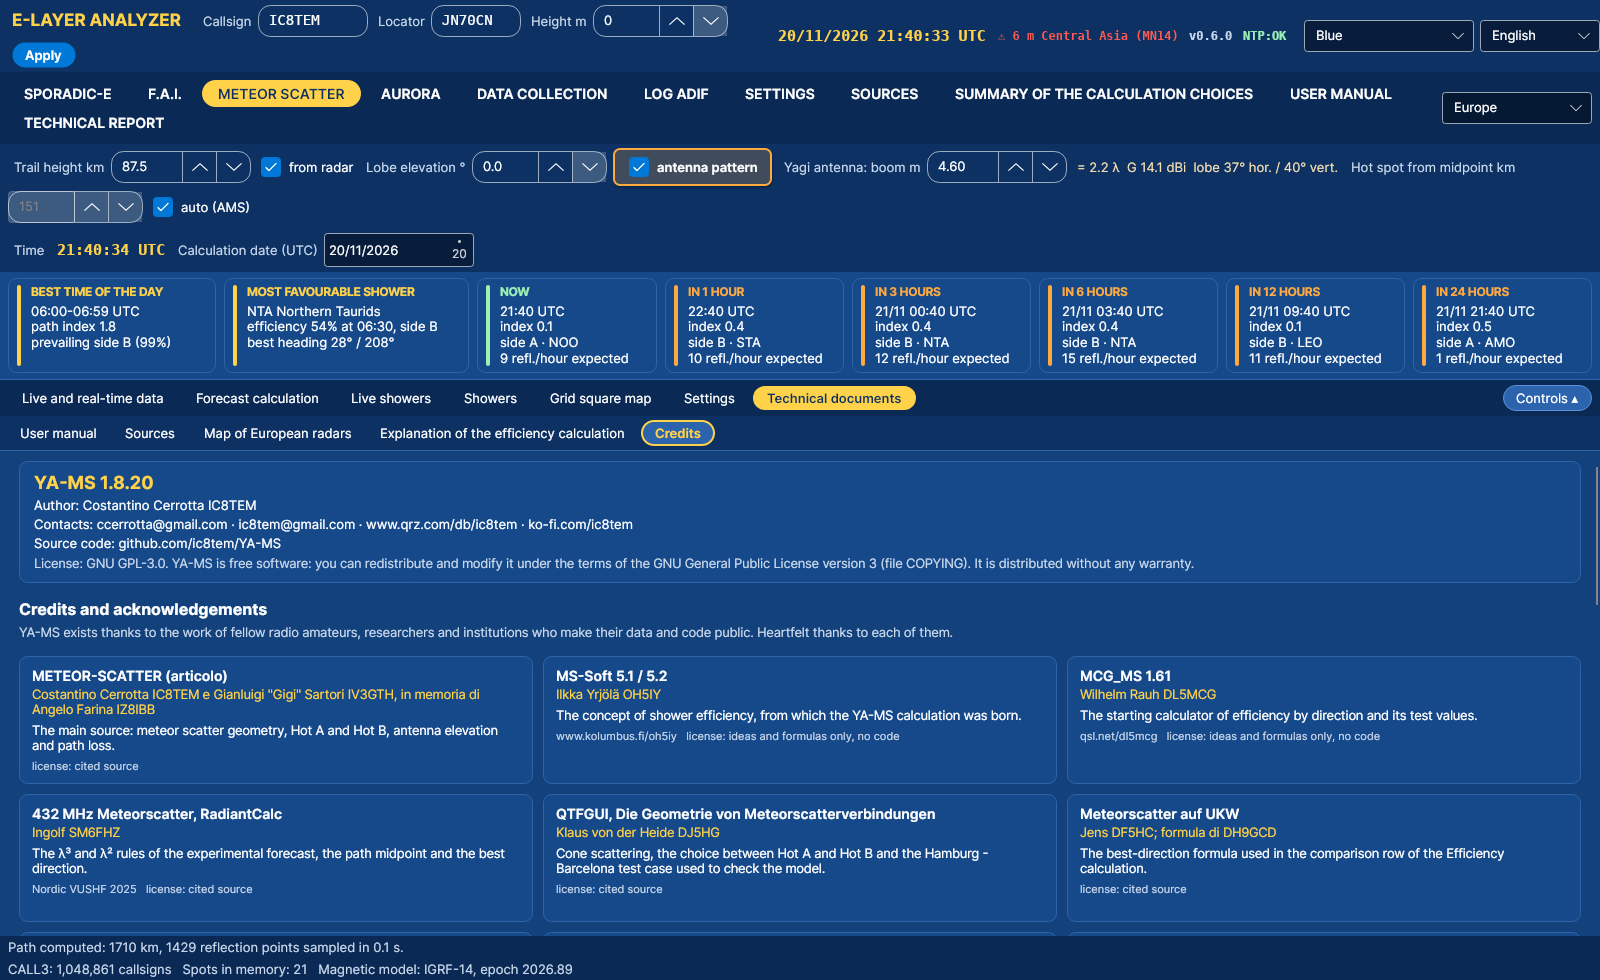 E-LAYER ANALYZER
Callsign IC8TEM Locator JN70CN Height m 0
20/11/2026 21:40:33 UTC ⚠ 6 m Central Asia (MN14) v0.6.0 NTP:OK Blue English
Apply
SPORADIC-E F.A.I. METEOR SCATTER AURORA DATA COLLECTION LOG ADIF SETTINGS SOURCES SUMMARY OF THE CALCULATION CHOICES USER MANUAL
TECHNICAL REPORT
Europe
Trail height km 87.5 from radar Lobe elevation ° 0.0 antenna pattern Yagi antenna: boom m 4.60 = 2.2 λ G 14.1 dBi lobe 37° hor. / 40° vert. Hot spot from midpoint km
151 auto (AMS)
Time 21:40:34 UTC Calculation date (UTC) 20/11/2026 20
BEST TIME OF THE DAY
06:00-06:59 UTC
path index 1.8
prevailing side B (99%)
MOST FAVOURABLE SHOWER
NTA Northern Taurids
efficiency 54% at 06:30, side B
best heading 28° / 208°
NOW
21:40 UTC
index 0.1
side A · NOO
9 refl./hour expected
IN 1 HOUR
22:40 UTC
index 0.4
side B · STA
10 refl./hour expected
IN 3 HOURS
21/11 00:40 UTC
index 0.4
side B · NTA
12 refl./hour expected
IN 6 HOURS
21/11 03:40 UTC
index 0.4
side B · NTA
15 refl./hour expected
IN 12 HOURS
21/11 09:40 UTC
index 0.1
side B · LEO
11 refl./hour expected
IN 24 HOURS
21/11 21:40 UTC
index 0.5
side A · AMO
1 refl./hour expected
Live and real-time data Forecast calculation Live showers Showers Grid square map Settings Technical documents Controls ▴
User manual Sources Map of European radars Explanation of the efficiency calculation Credits
YA-MS 1.8.20
Author: Costantino Cerrotta IC8TEM
Contacts: ccerrotta@gmail.com · ic8tem@gmail.com · www.qrz.com/db/ic8tem · ko-fi.com/ic8tem
Source code: github.com/ic8tem/YA-MS
License: GNU GPL-3.0. YA-MS is free software: you can redistribute and modify it under the terms of the GNU General Public License version 3 (file COPYING). It is distributed without any warranty.
Credits and acknowledgements
YA-MS exists thanks to the work of fellow radio amateurs, researchers and institutions who make their data and code public. Heartfelt thanks to each of them.
METEOR-SCATTER (articolo)
Costantino Cerrotta IC8TEM e Gianluigi "Gigi" Sartori IV3GTH, in memoria di
Angelo Farina IZ8IBB
The main source: meteor scatter geometry, Hot A and Hot B, antenna elevation
and path loss.
license: cited source
MS-Soft 5.1 / 5.2
Ilkka Yrjölä OH5IY
The concept of shower efficiency, from which the YA-MS calculation was born.
www.kolumbus.fi/oh5iy license: ideas and formulas only, no code
MCG_MS 1.61
Wilhelm Rauh DL5MCG
The starting calculator of efficiency by direction and its test values.
qsl.net/dl5mcg license: ideas and formulas only, no code
432 MHz Meteorscatter, RadiantCalc
Ingolf SM6FHZ
The λ³ and λ² rules of the experimental forecast, the path midpoint and the best
direction.
Nordic VUSHF 2025 license: cited source
QTFGUI, Die Geometrie von Meteorscatterverbindungen
Klaus von der Heide DJ5HG
Cone scattering, the choice between Hot A and Hot B and the Hamburg -
Barcelona test case used to check the model.
license: cited source
Meteorscatter auf UKW
Jens DF5HC; formula di DH9GCD
The best-direction formula used in the comparison row of the Efficiency
calculation.
license: cited source
Path computed: 1710 km, 1429 reflection points sampled in 0.1 s.
CALL3: 1,048,861 callsigns Spots in memory: 21 Magnetic model: IGRF-14, epoch 2026.89